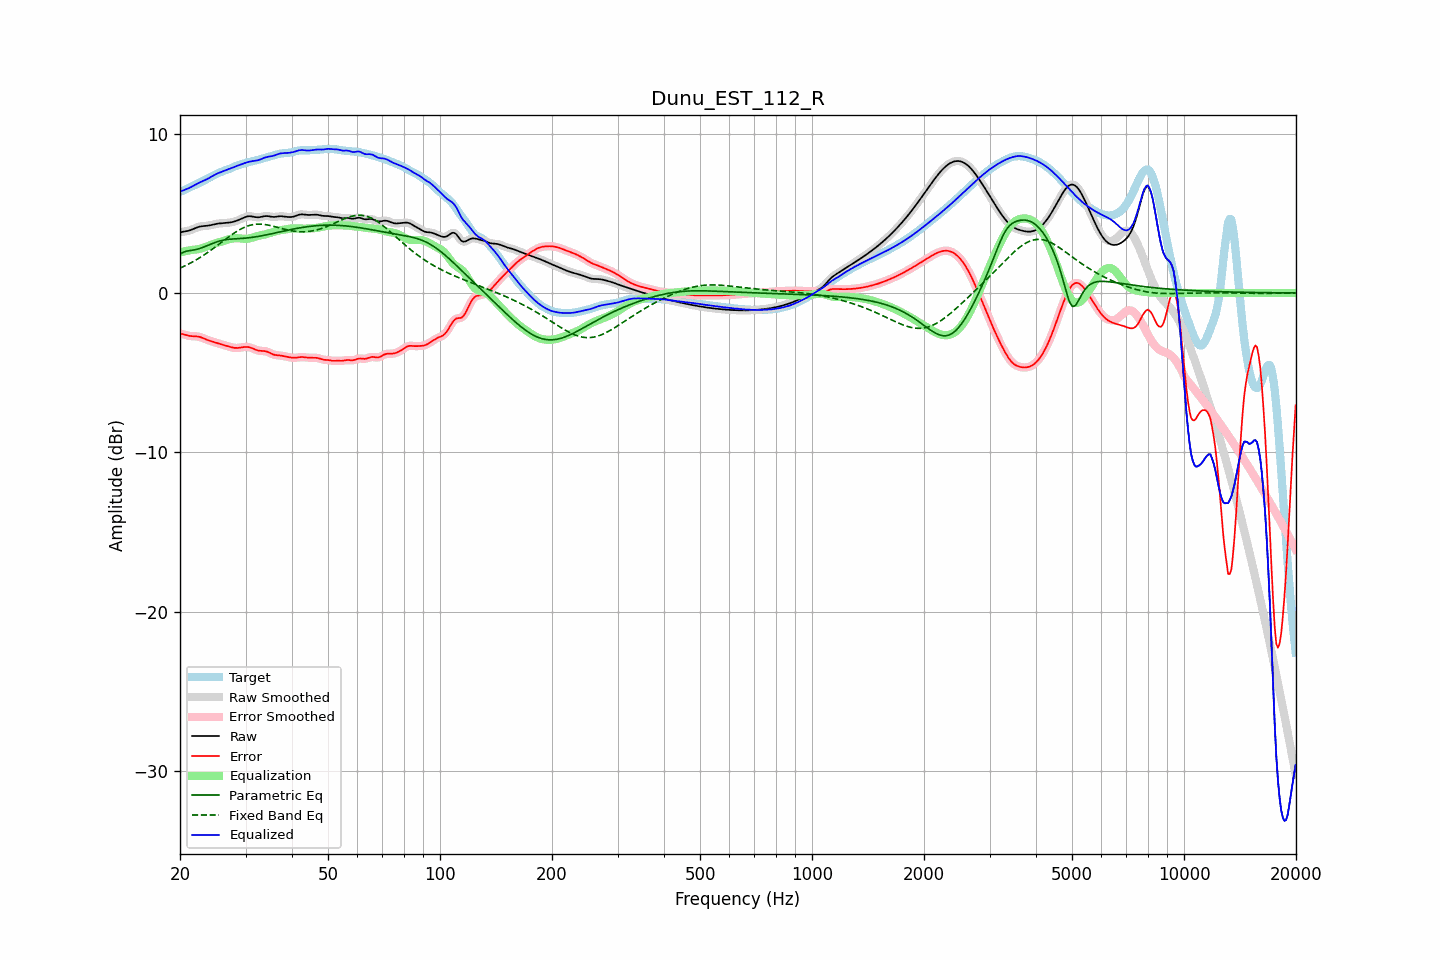 Dunu_EST_112_R
Amplitude (dBr)
10
0
−10
−20
−30
Target
Raw Smoothed
Error Smoothed
Raw
Error
Equalization
Parametric Eq
Fixed Band Eq
Equalized
20 50 100 200 500 1000 2000 5000 10000 20000
Frequency (Hz)